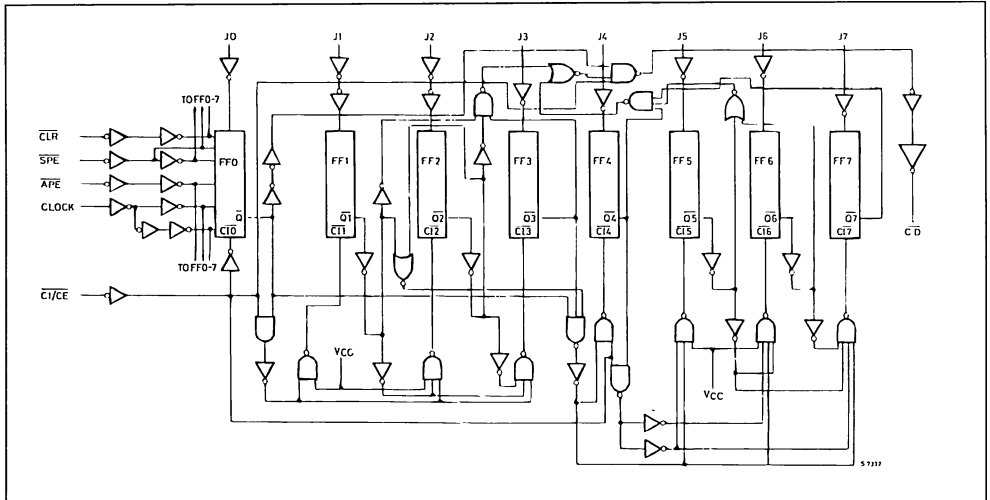 J0 J1 J2 J3 J4 J5 J6 J7
TOFF0-7
CLR
SPE
APE
CLOCK
FF0 FF1 FF2 FF3 FF4 FF5 FF6 FF7
Q Q1 Q2 Q3 Q4 Q5 Q6 Q7
CI0 CI1 CI2 CI3 CI4 CI5 CI6 CI7
CO
TOFF0-7
CI/CE
VCC
VCC